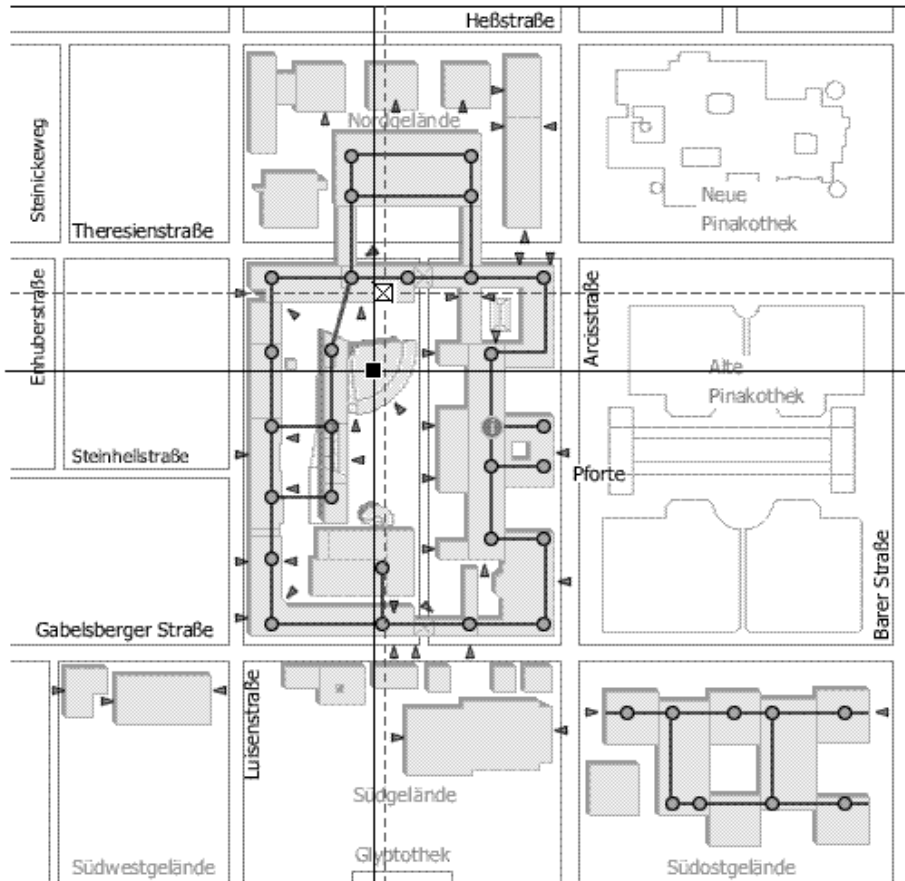 Heßstraße
Nordgelände
Steinickeweg
Neue
Pinakothek
Theresienstraße
Enhuberstraße
Arcisstraße
Alte
Pinakothek
Steinheilstraße
i
Pforte
Barer Straße
Gabelsberger Straße
Luisenstraße
Südgelände
Glyptothek
Südwestgelände
Südostgelände